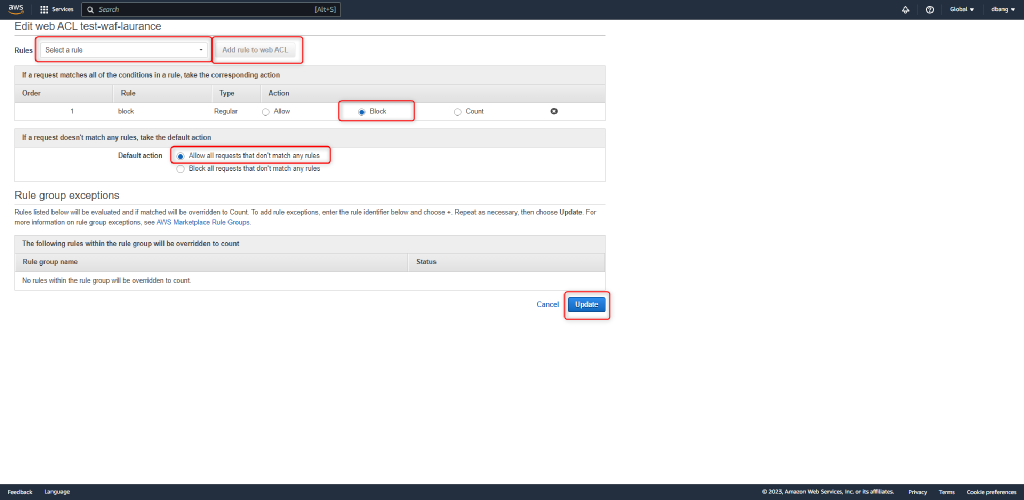 aws Services Search [Alt+S] Global ▾ dbang ▾
Edit web ACL test-waf-laurance
Rules Select a rule Add rule to web ACL
If a request matches all of the conditions in a rule, take the corresponding action
Order Rule Type Action
1 block Regular Allow Block Count
If a request doesn't match any rules, take the default action
Default action Allow all requests that don't match any rules
Block all requests that don't match any rules
Rule group exceptions
Rules listed below will be evaluated and if matched will be overridden to Count. To add rule exceptions, enter the rule identifier below and choose +. Repeat as necessary, then choose Update. For
more information on rule group exceptions, see AWS Marketplace Rule Groups.
The following rules within the rule group will be overridden to count
Rule group name Status
No rules within the rule group will be overridden to count.
Cancel Update
Feedback Language © 2023, Amazon Web Services, Inc. or its affiliates. Privacy Terms Cookie preferences